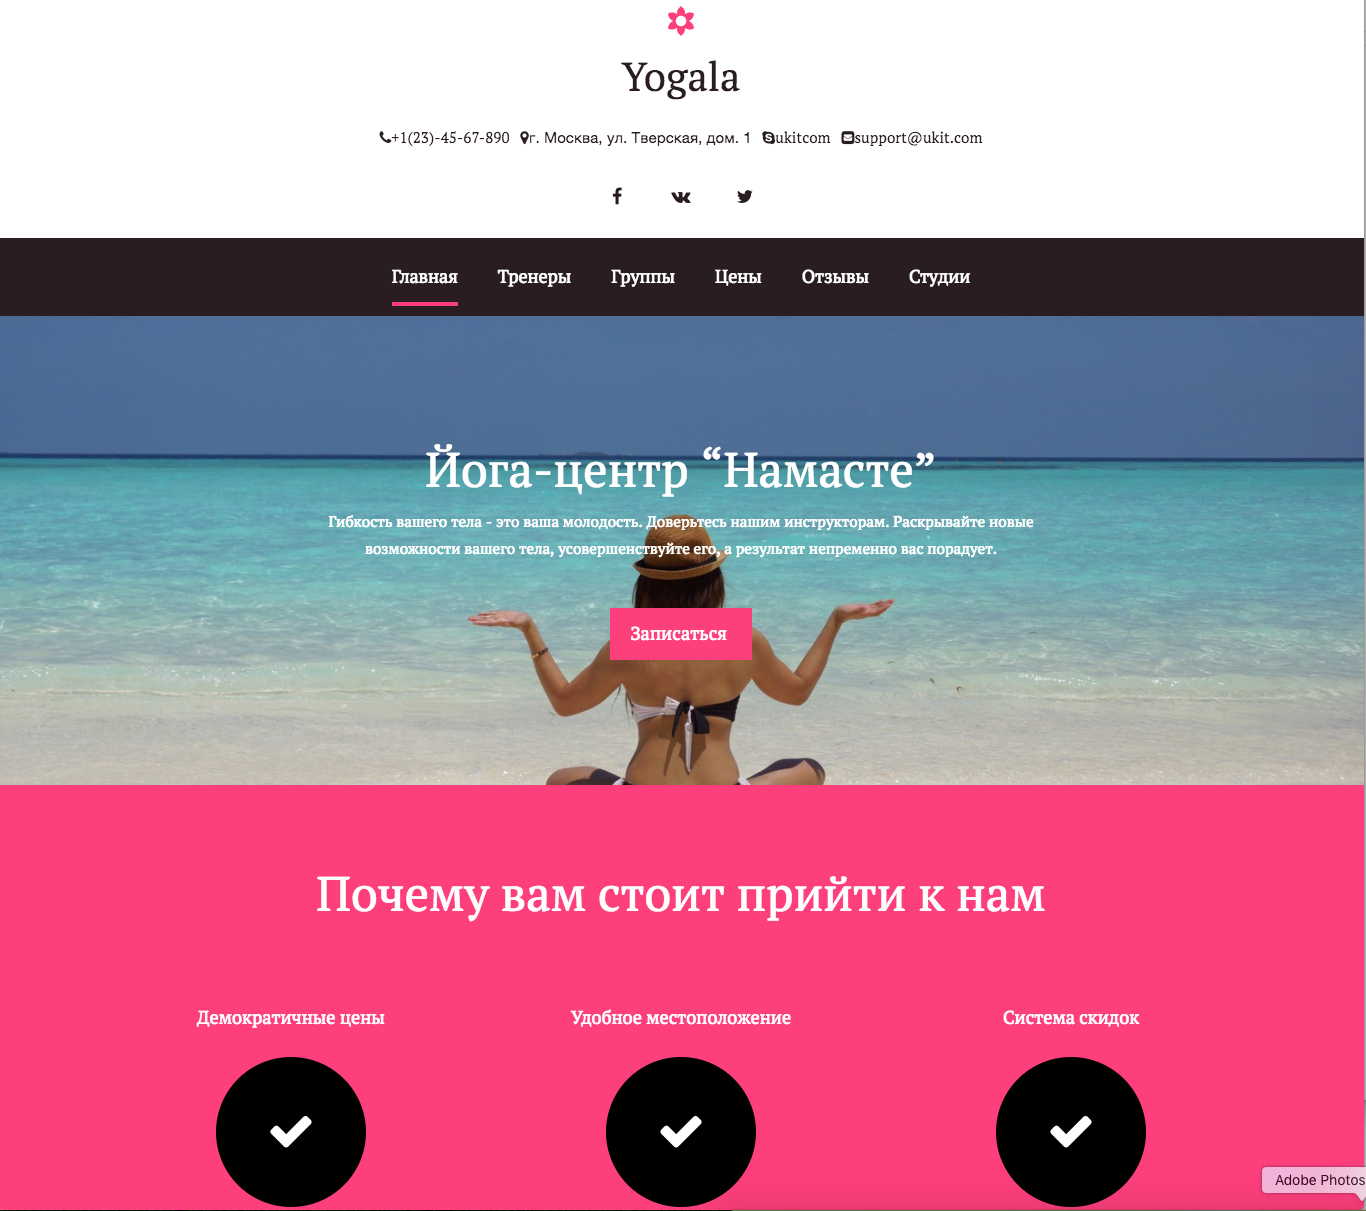 Yogala
+1(23)-45-67-890 г. Москва, ул. Тверская, дом. 1 ukitcom support@ukit.com
Главная Тренеры Группы Цены Отзывы Студии
Йога-центр “Намасте”
Гибкость вашего тела - это ваша молодость. Доверьтесь нашим инструкторам. Раскрывайте новые
возможности вашего тела, усовершенствуйте его, а результат непременно вас порадует.
Записаться
Почему вам стоит прийти к нам
Демократичные цены Удобное местоположение Система скидок
Adobe Photos